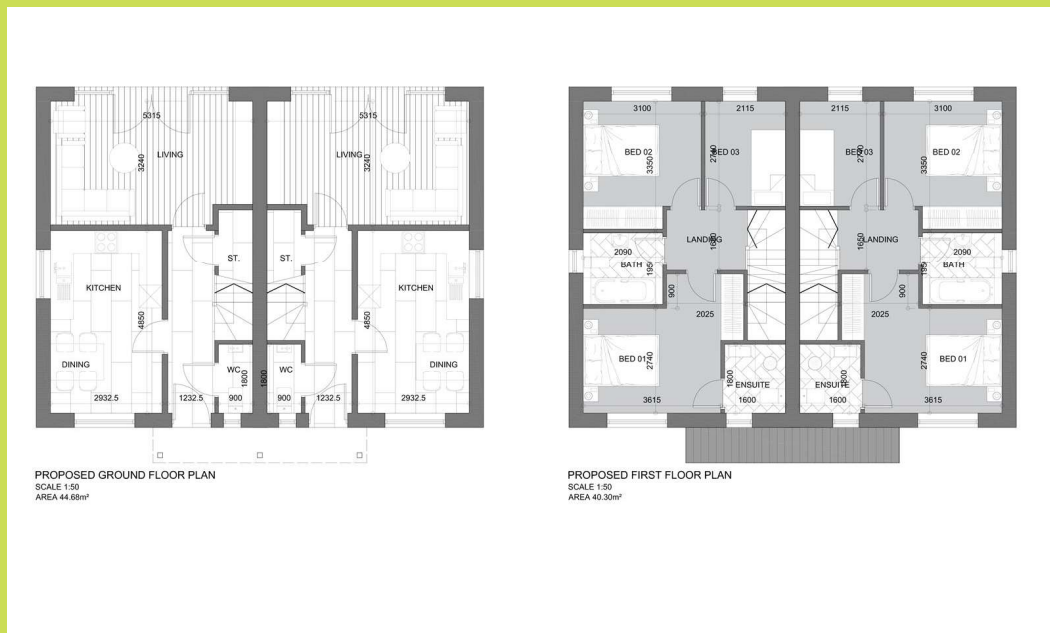 5315
5315
LIVING
3240
LIVING
3240
ST.
ST.
KITCHEN
KITCHEN
4850
4850
DINING
DINING
WC
WC
1800
1800
2932.5
1232.5
900
900
1232.5
2932.5
PROPOSED GROUND FLOOR PLAN
SCALE 1:50
AREA 44.68m²
3100
2115
2115
3100
BED 02
BED 03
BED 03
BED 02
3350
2740
2740
3350
LANDING
LANDING
1650
1650
2090
2090
BATH
BATH
1950
1950
900
900
2025
2025
BED 01
BED 01
2740
2740
ENSUITE
ENSUITE
1800
1800
3615
1600
1600
3615
PROPOSED FIRST FLOOR PLAN
SCALE 1:50
AREA 40.30m²